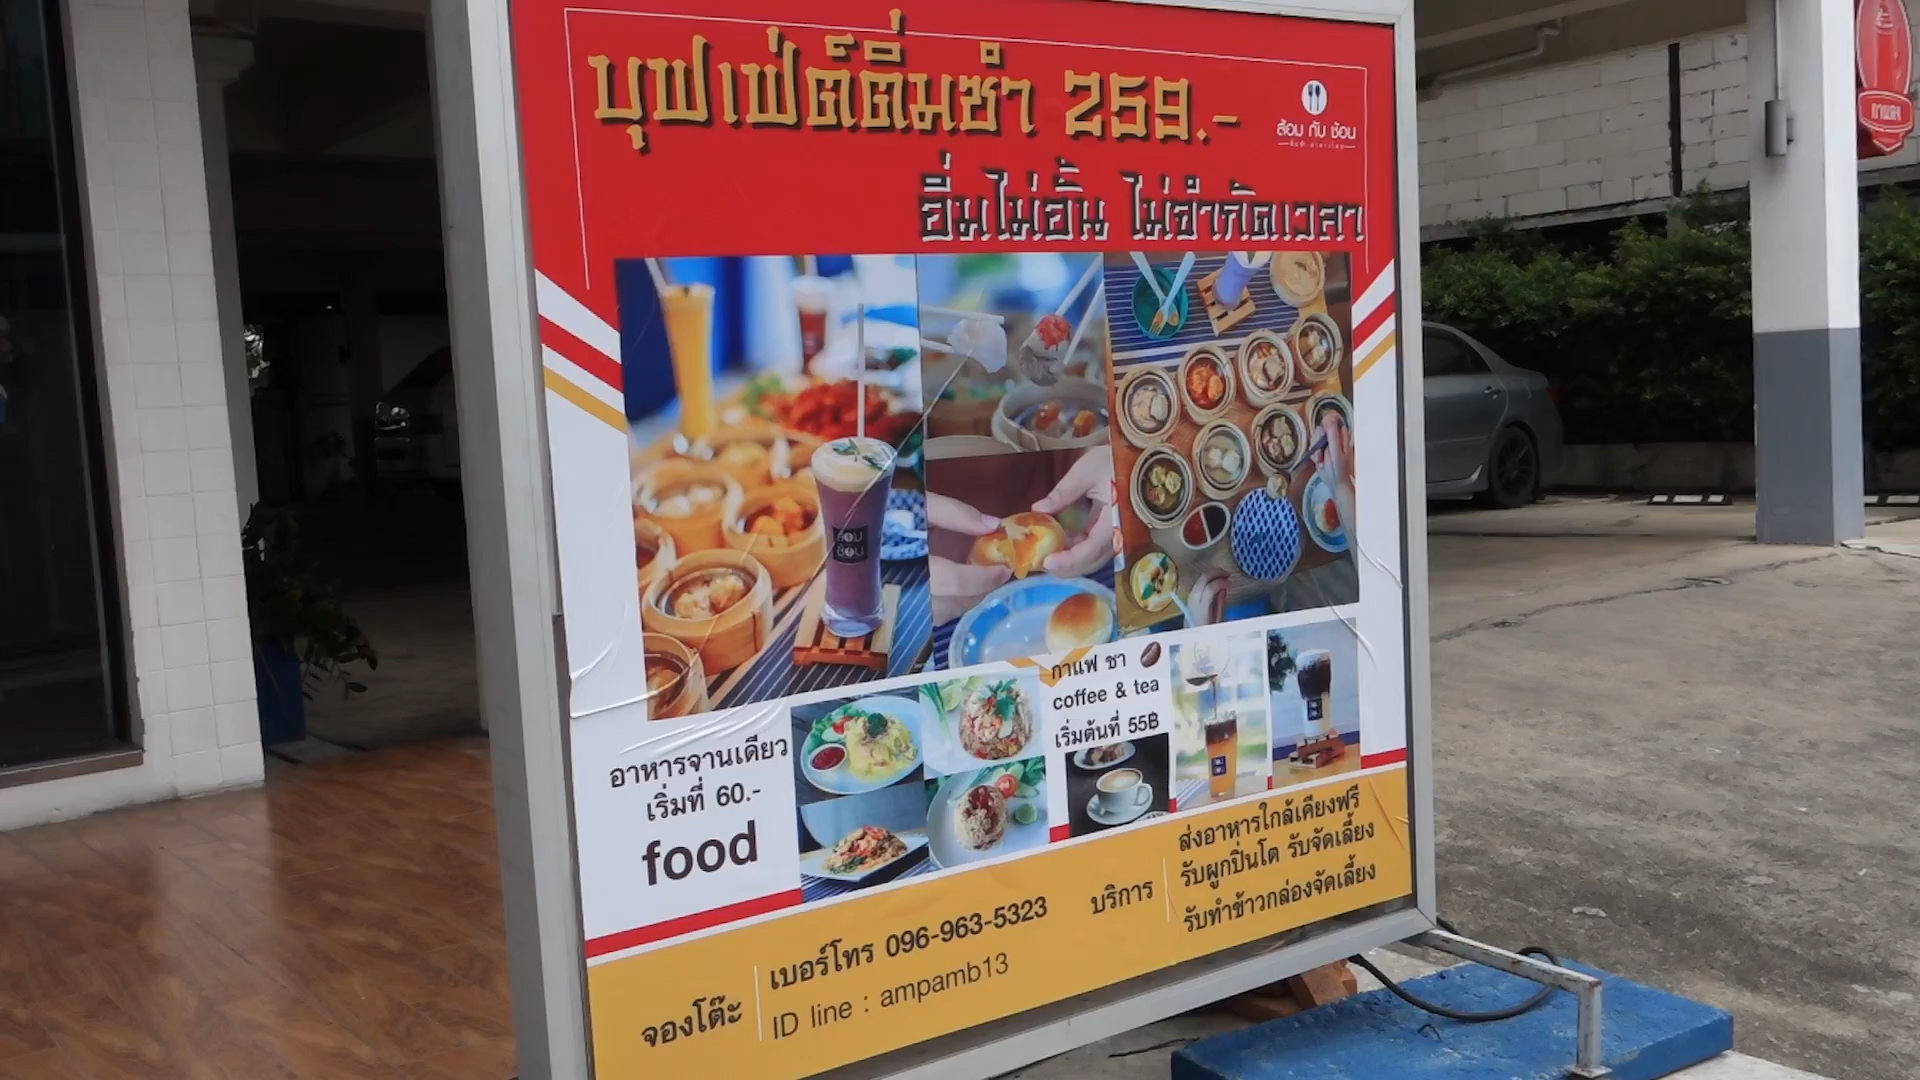 บุฟเฟ่ต์ติ่มซำ 259.-
ส้อม กับ ช้อน
อิ่มไม่อั้น ไม่จำกัดเวลา
กาแฟ ชา
coffee & tea
เริ่มต้นที่ 55฿
อาหารจานเดียว
เริ่มที่ 60.-
food
จองโต๊ะ
เบอร์โทร 096-963-5323
ID line : ampamb13
บริการ
ส่งอาหารใกล้เคียงฟรี
รับผูกปิ่นโต รับจัดเลี้ยง
รับทำข้าวกล่องจัดเลี้ยง